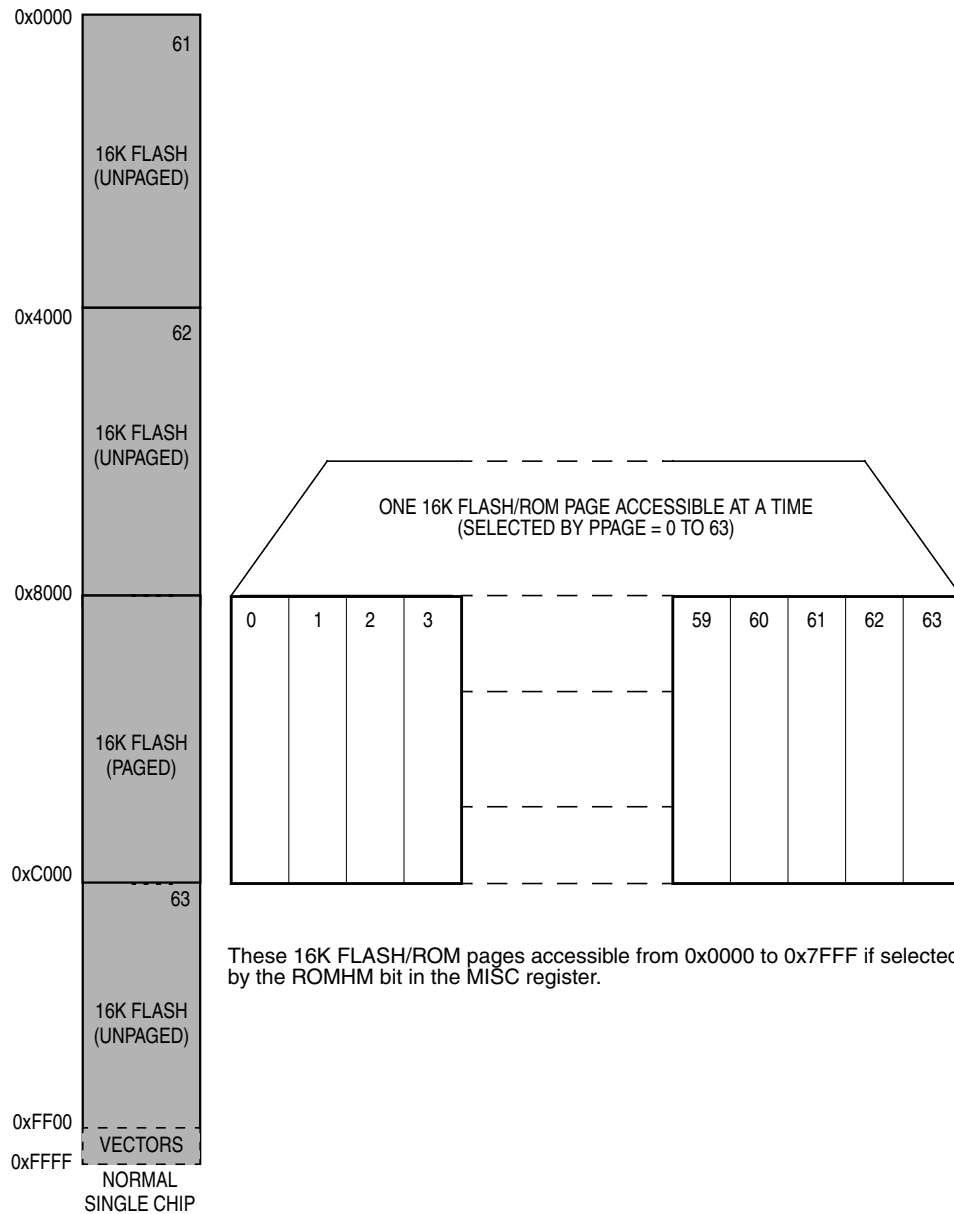 0x0000
61
16K FLASH
(UNPAGED)
0x4000
62
16K FLASH
(UNPAGED)
ONE 16K FLASH/ROM PAGE ACCESSIBLE AT A TIME
(SELECTED BY PPAGE = 0 TO 63)
0x8000
0 1 2 3 59 60 61 62 63
16K FLASH
(PAGED)
0xC000
63
These 16K FLASH/ROM pages accessible from 0x0000 to 0x7FFF if selected
by the ROMHM bit in the MISC register.
16K FLASH
(UNPAGED)
0xFF00
VECTORS
0xFFFF
NORMAL
SINGLE CHIP